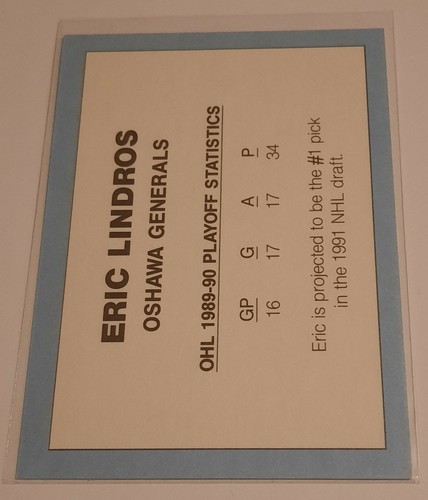 ERIC LINDROS
OSHAWA GENERALS
OHL 1989-90 PLAYOFF STATISTICS
GP G A P
16 17 17 34
Eric is projected to be the #1 pick
in the 1991 NHL draft.